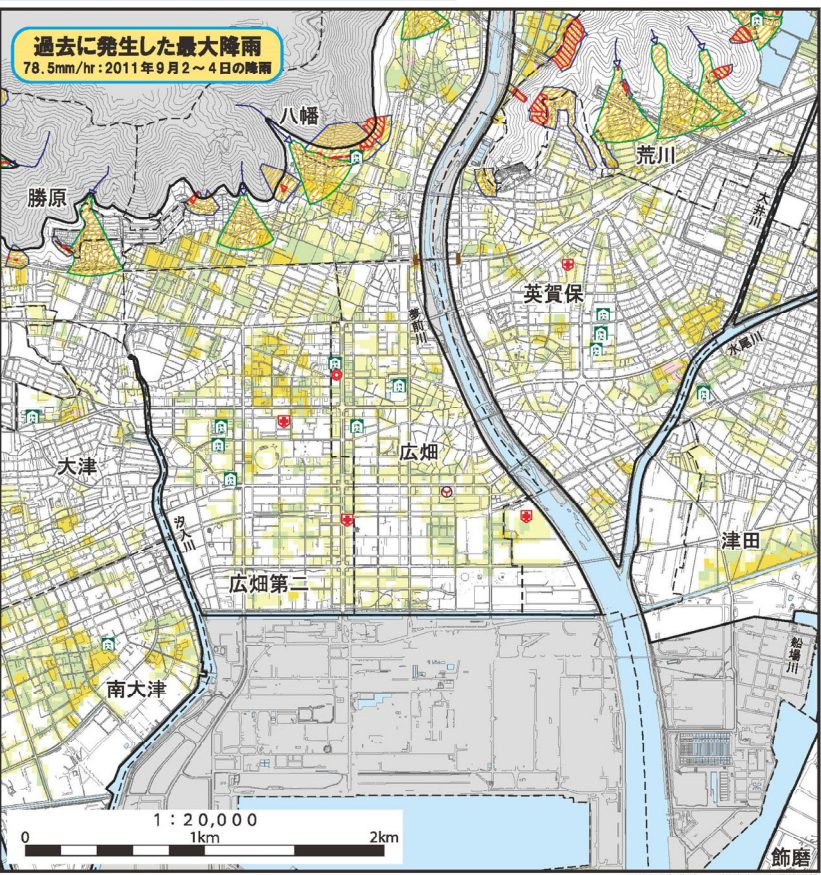 過去に発生した最大降雨
78.5mm/hr:2011年9月2~4日の降雨
八幡
荒川
勝原
大井川
英賀保
夢前川
水尾川
広畑
大津
汐入川
津田
広畑第二
船場川
南大津
1:20,000
0 1km 2km
飾磨